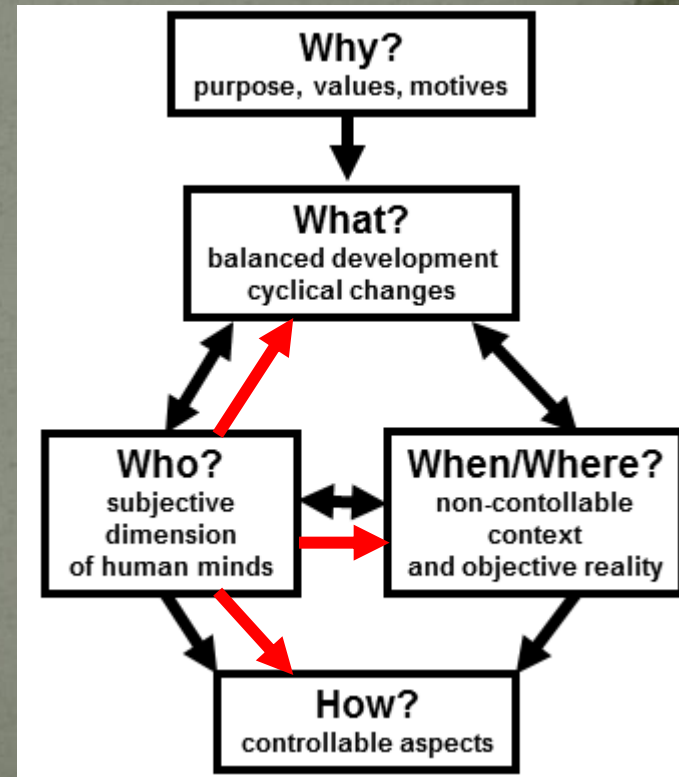 Why?
purpose, values, motives
What?
balanced development
cyclical changes
Who?
subjective
dimension
of human minds
When/Where?
non-contollable
context
and objective reality
How?
controllable aspects